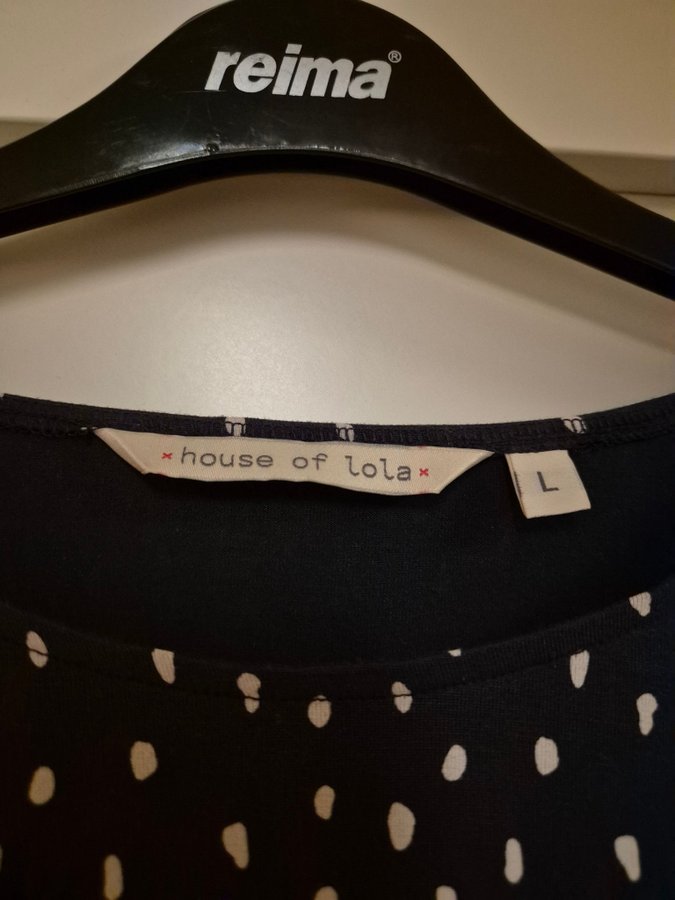 reima®
× house of lola ×
L